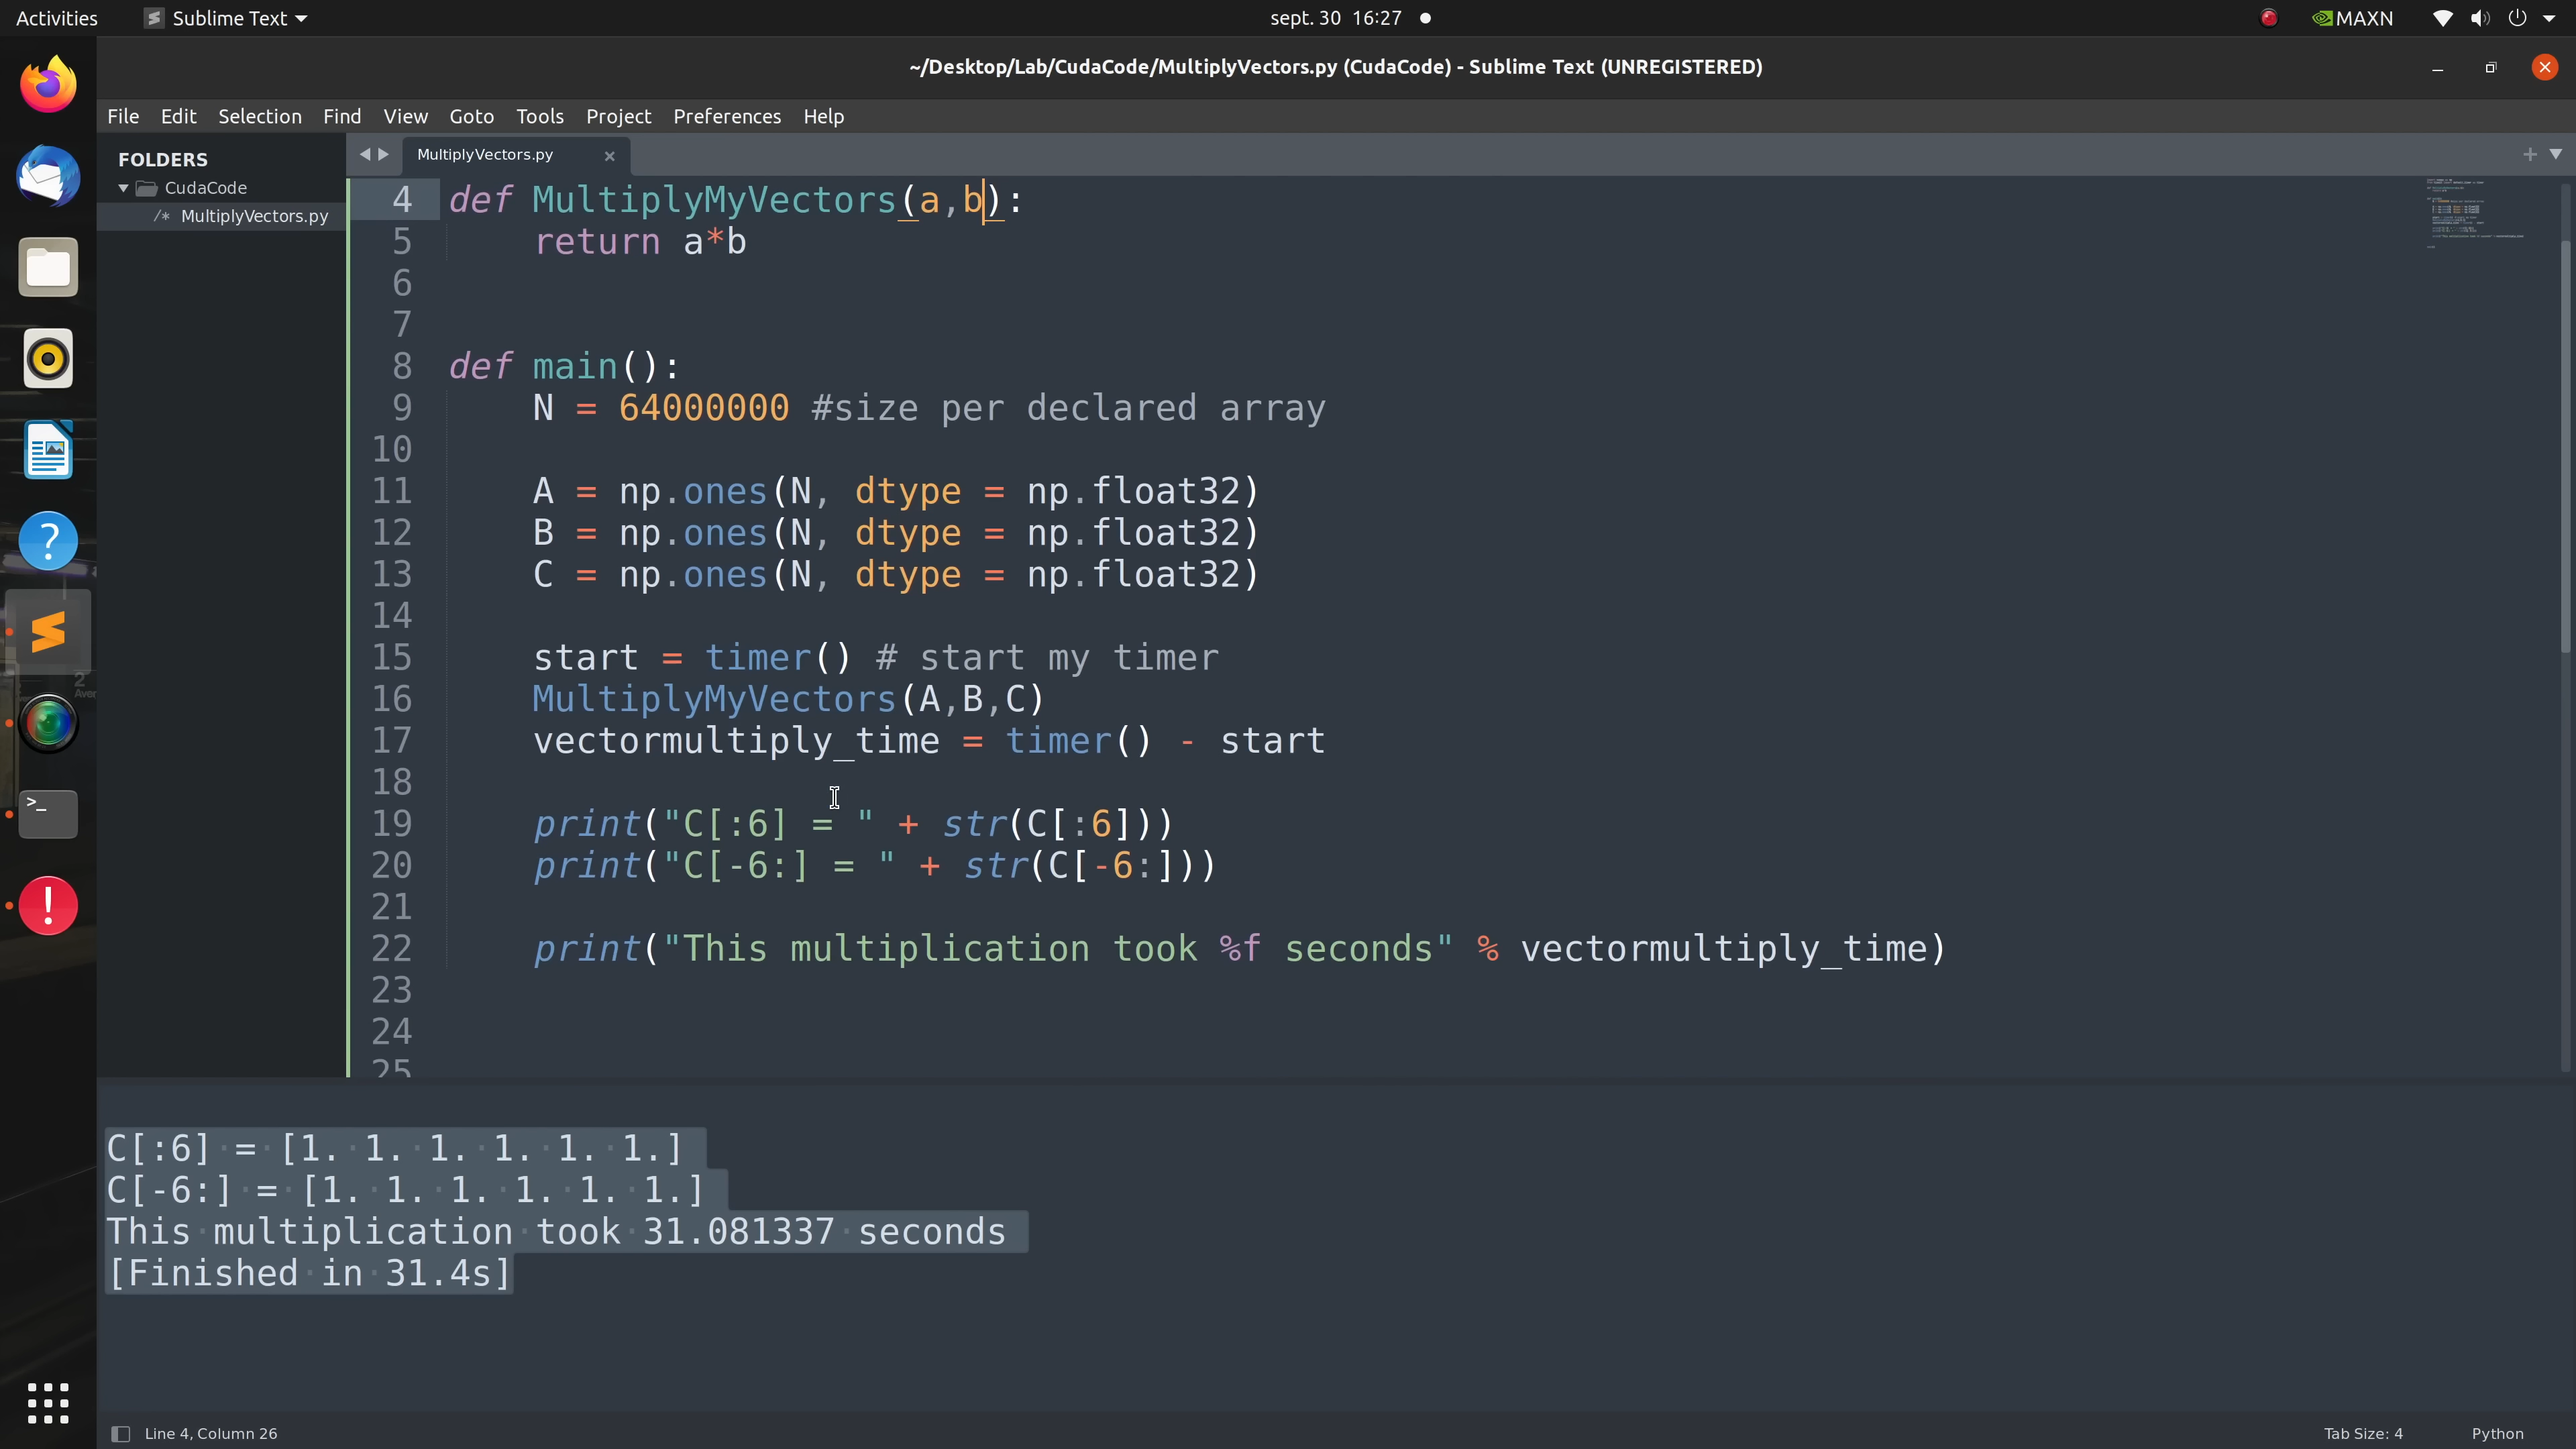 Activities
Sublime Text
sept. 30 16:27
MAXN
~/Desktop/Lab/CudaCode/MultiplyVectors.py (CudaCode) - Sublime Text (UNREGISTERED)
File Edit Selection Find View Goto Tools Project Preferences Help
FOLDERS
CudaCode
/* MultiplyVectors.py
MultiplyVectors.py ×
4 def MultiplyMyVectors(a,b):
5 return a*b
6
7
8 def main():
9 N = 64000000 #size per declared array
10
11 A = np.ones(N, dtype = np.float32)
12 B = np.ones(N, dtype = np.float32)
13 C = np.ones(N, dtype = np.float32)
14
15 start = timer() # start my timer
16 MultiplyMyVectors(A,B,C)
17 vectormultiply_time = timer() - start
18
19 print("C[:6] = " + str(C[:6]))
20 print("C[-6:] = " + str(C[-6:]))
21
22 print("This multiplication took %f seconds" % vectormultiply_time)
23
24
25
C[:6] = [1. 1. 1. 1. 1. 1.]
C[-6:] = [1. 1. 1. 1. 1. 1.]
This multiplication took 31.081337 seconds
[Finished in 31.4s]
Line 4, Column 26
Tab Size: 4
Python